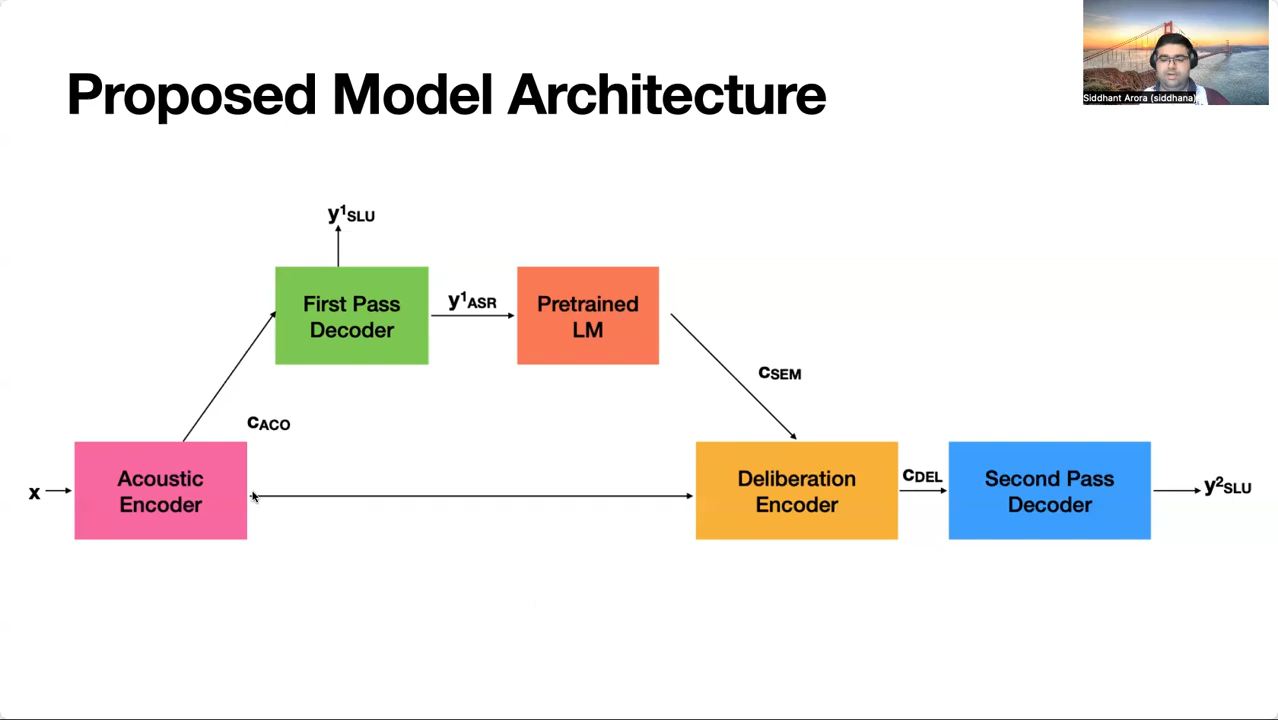 Siddhant Arora (siddhana)
Proposed Model Architecture
y¹SLU
First Pass
Decoder
y¹ASR
Pretrained
LM
cSEM
cACO
x
Acoustic
Encoder
Deliberation
Encoder
cDEL
Second Pass
Decoder
y²SLU